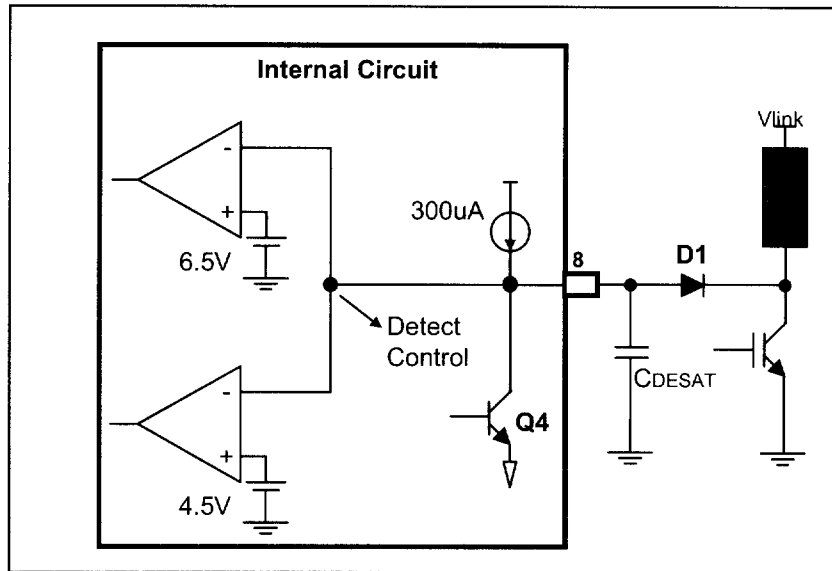 Internal Circuit
Vlink
-
300uA
+
6.5V
8
D1
Detect
Control
-
CDESAT
Q4
+
4.5V